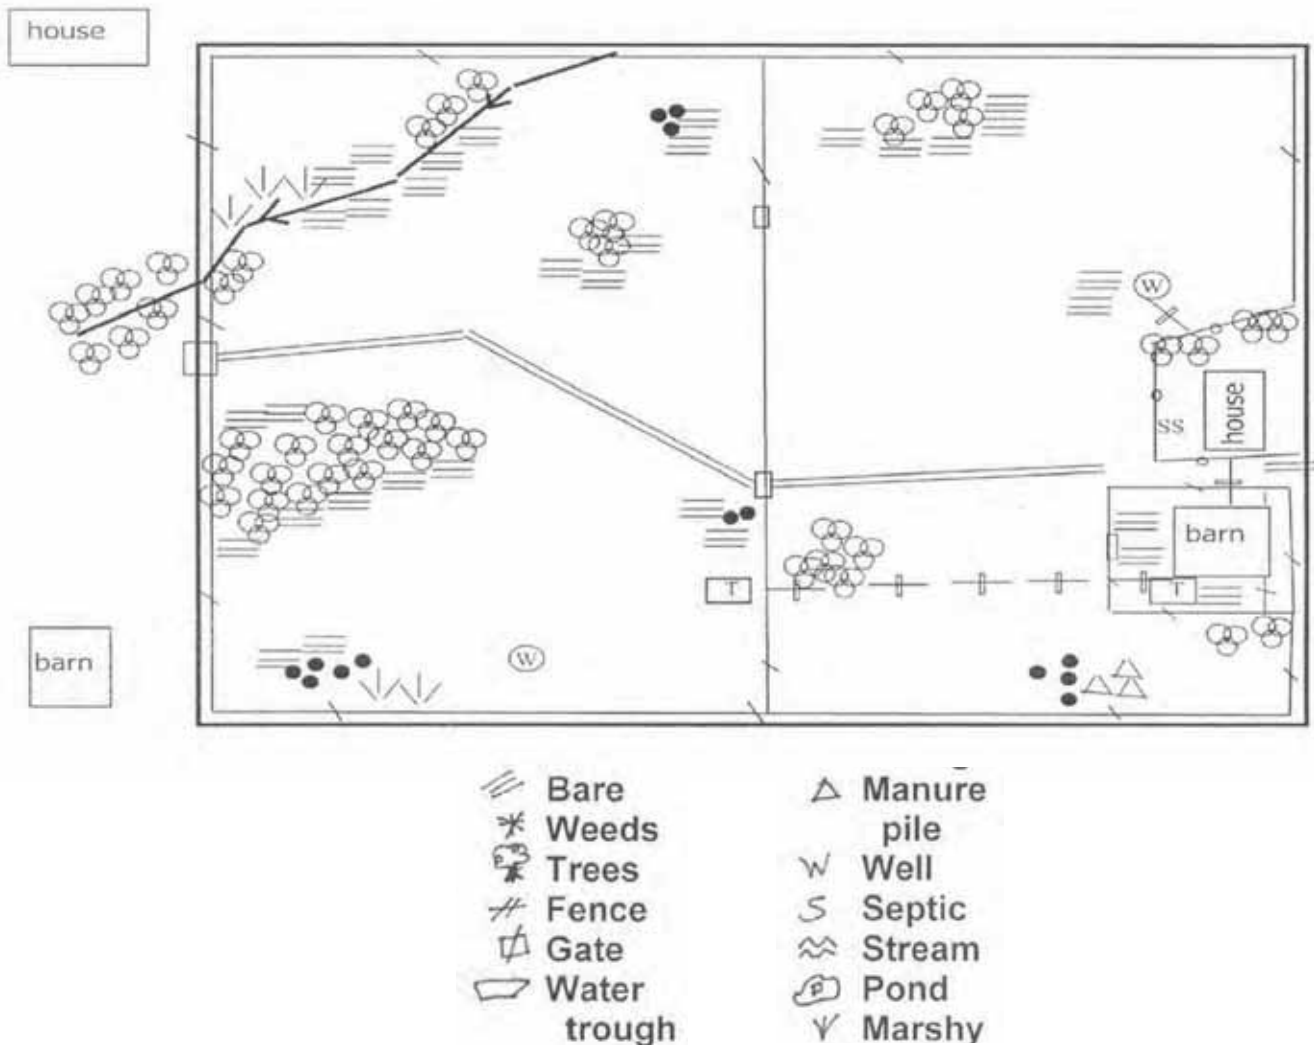 house
W
house
SS
barn
T
T
barn
W
Bare
Weeds
Trees
Fence
Gate
Water
trough
Manure
pile
W Well
S Septic
Stream
P Pond
Marshy